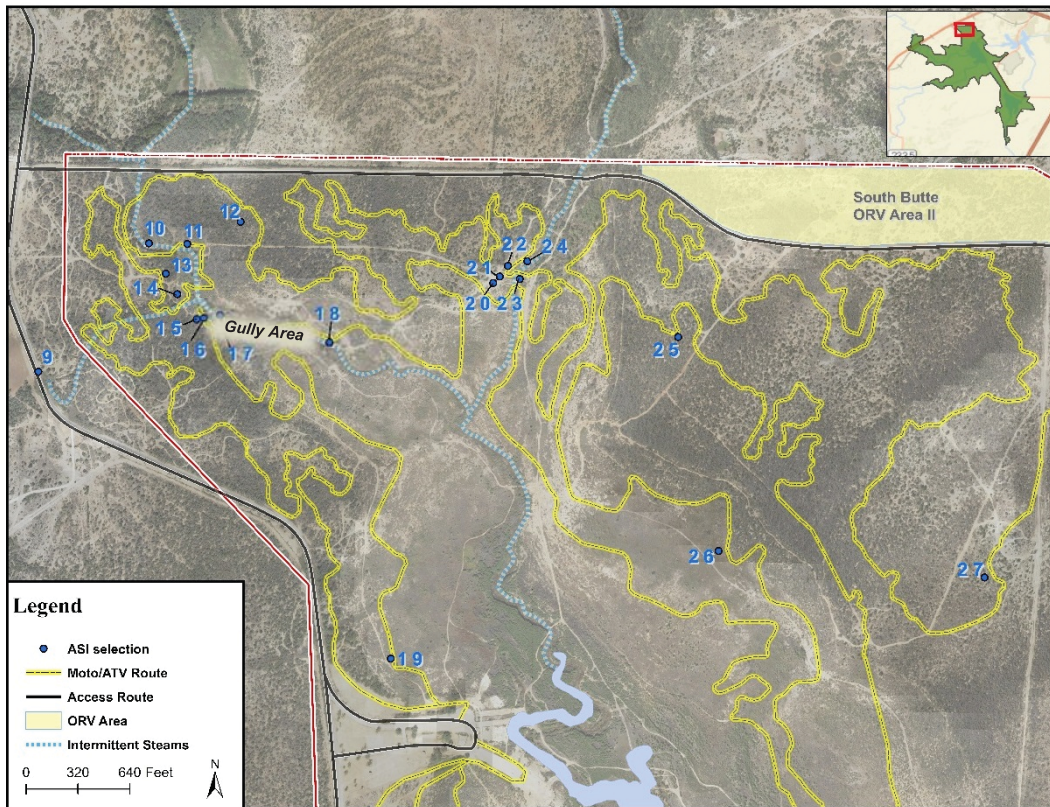 South Butte
ORV Area II
12
10
11
22
24
13
21
14
20
23
18
Gully Area
15
25
16
17
9
26
27
19
Legend
ASI selection
Moto/ATV Route
Access Route
ORV Area
Intermittent Steams
0 320 640 Feet
N